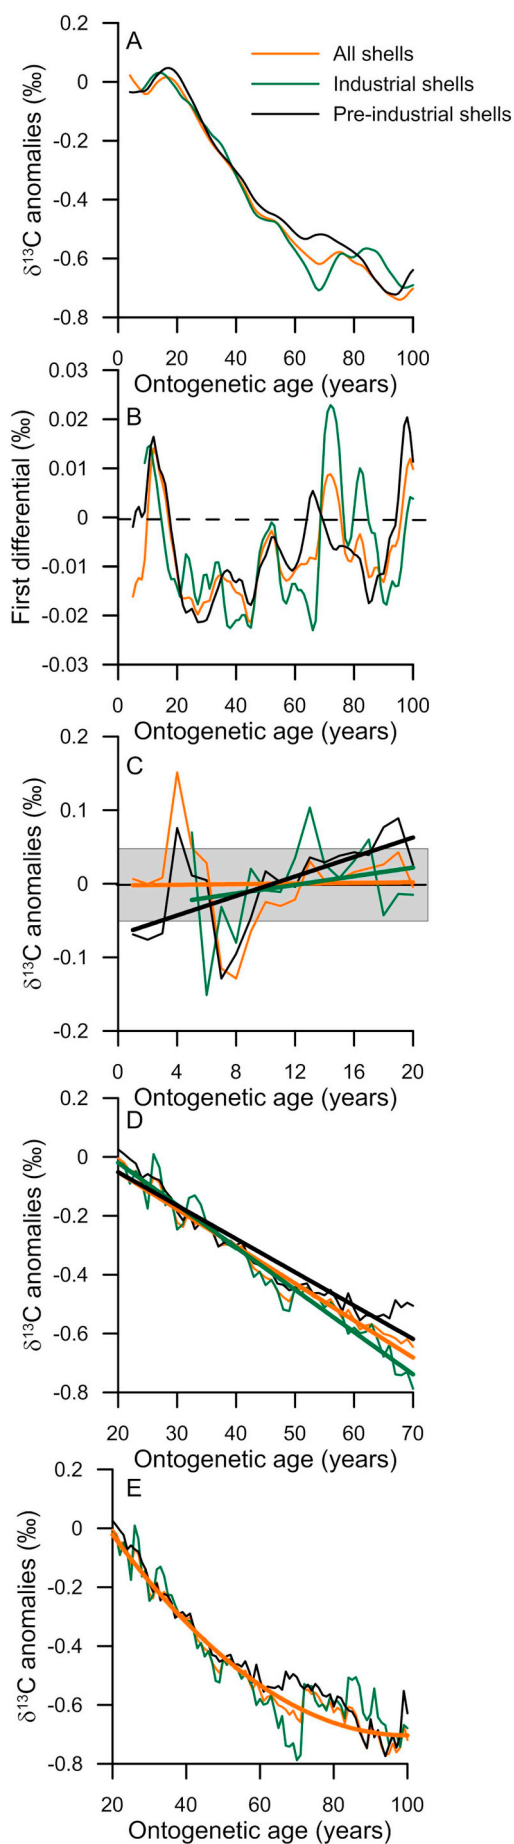 0.2
A
All shells
0
Industrial shells
Pre-industrial shells
-0.2
-0.4
-0.6
-0.8
δ¹³C anomalies (‰)
0 20 40 60 80 100
Ontogenetic age (years)
0.03
B
0.02
0.01
0
-0.01
-0.02
-0.03
First differential (‰)
0 20 40 60 80 100
Ontogenetic age (years)
0.2
C
0.1
0
-0.1
-0.2
δ¹³C anomalies (‰)
0 4 8 12 16 20
Ontogenetic age (years)
0.2
D
0
-0.2
-0.4
-0.6
-0.8
δ¹³C anomalies (‰)
20 30 40 50 60 70
Ontogenetic age (years)
0.2
E
0
-0.2
-0.4
-0.6
-0.8
δ¹³C anomalies (‰)
20 40 60 80 100
Ontogenetic age (years)